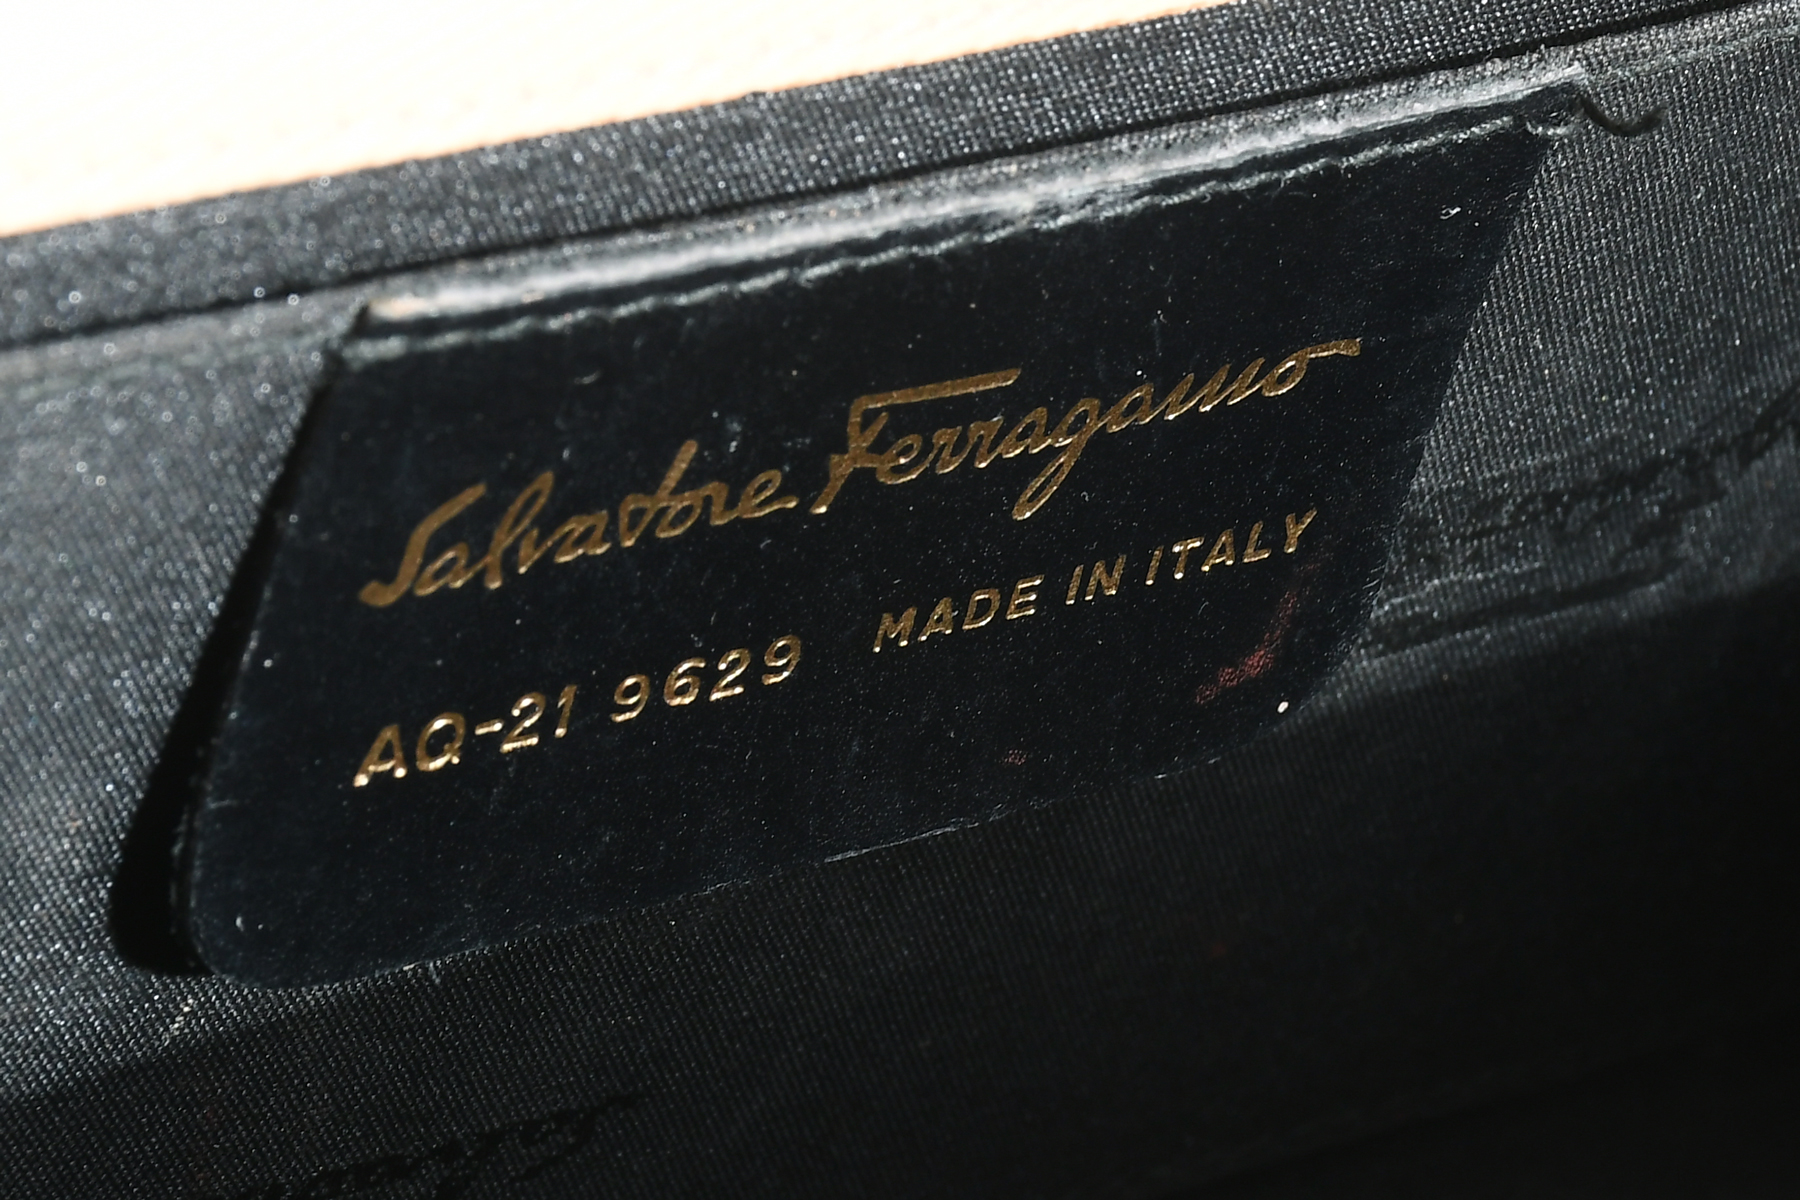 Salvatore Ferragamo
AQ-21 9629 MADE IN ITALY